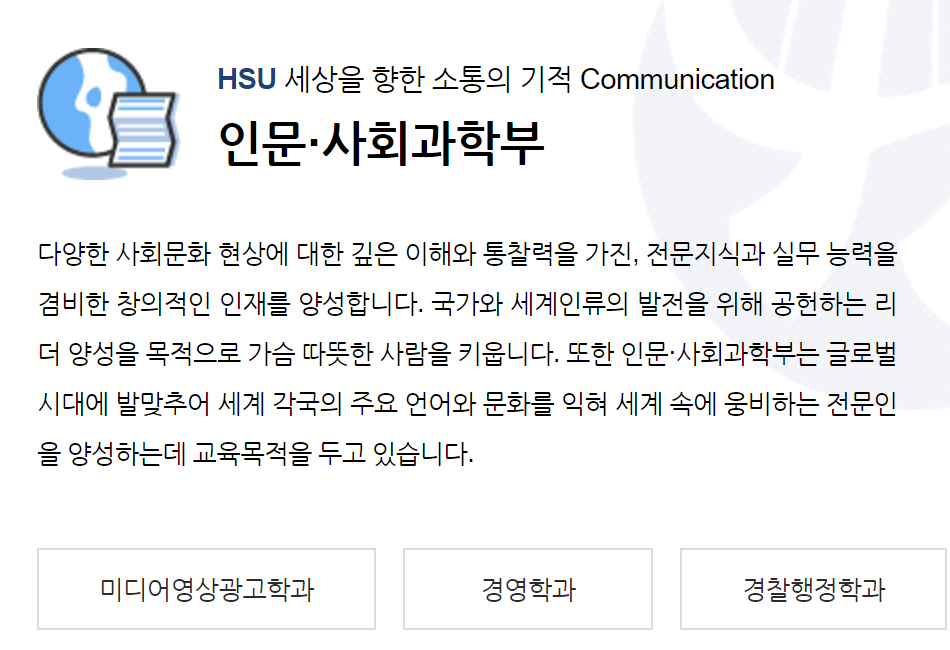 HSU 세상을 향한 소통의 기적 Communication
인문·사회과학부
다양한 사회문화 현상에 대한 깊은 이해와 통찰력을 가진, 전문지식과 실무 능력을
겸비한 창의적인 인재를 양성합니다. 국가와 세계인류의 발전을 위해 공헌하는 리
더 양성을 목적으로 가슴 따뜻한 사람을 키웁니다. 또한 인문·사회과학부는 글로벌
시대에 발맞추어 세계 각국의 주요 언어와 문화를 익혀 세계 속에 웅비하는 전문인
을 양성하는데 교육목적을 두고 있습니다.
미디어영상광고학과
경영학과
경찰행정학과